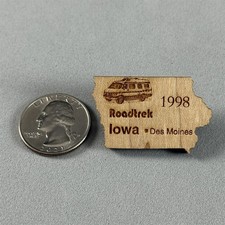 1998
Roadtrek
Iowa • Des Moines
LIBERTY